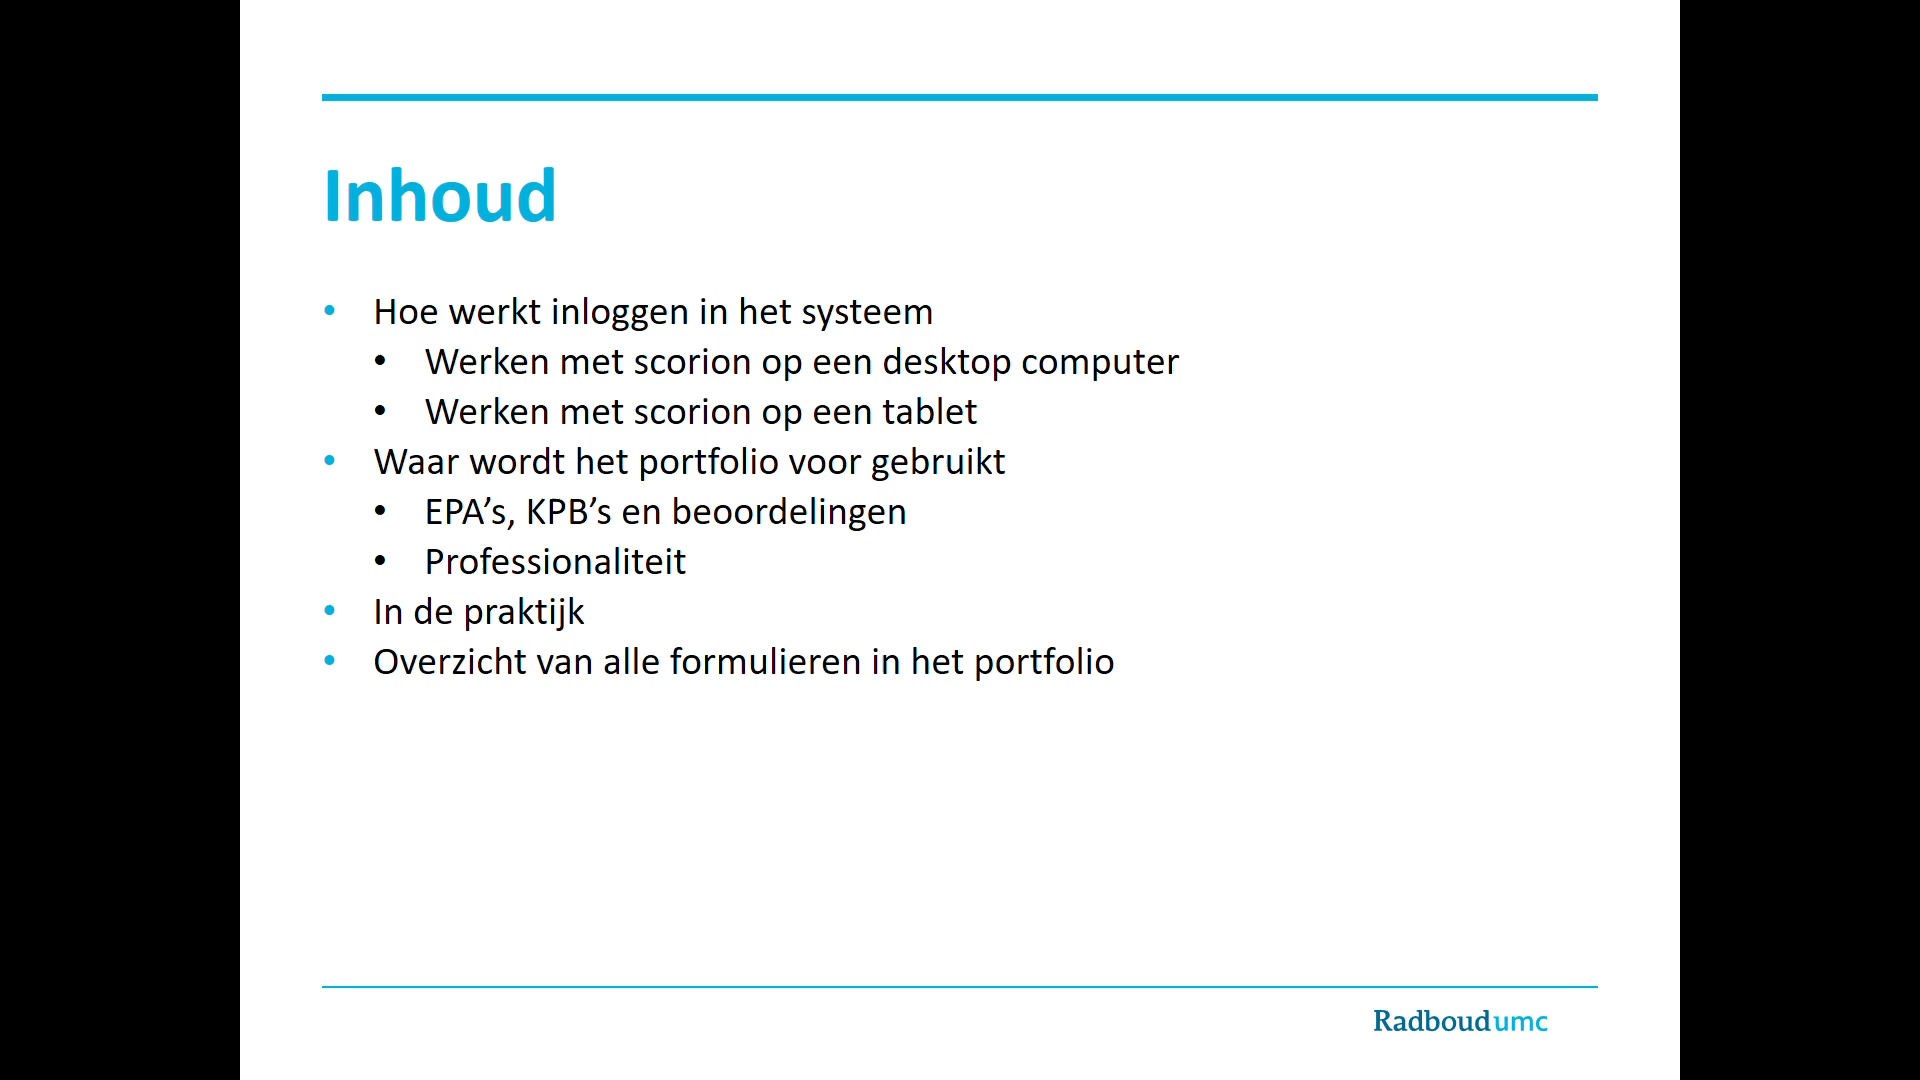 Inhoud
• Hoe werkt inloggen in het systeem
• Werken met scorion op een desktop computer
• Werken met scorion op een tablet
• Waar wordt het portfolio voor gebruikt
• EPA’s, KPB’s en beoordelingen
• Professionaliteit
• In de praktijk
• Overzicht van alle formulieren in het portfolio
Radboudumc